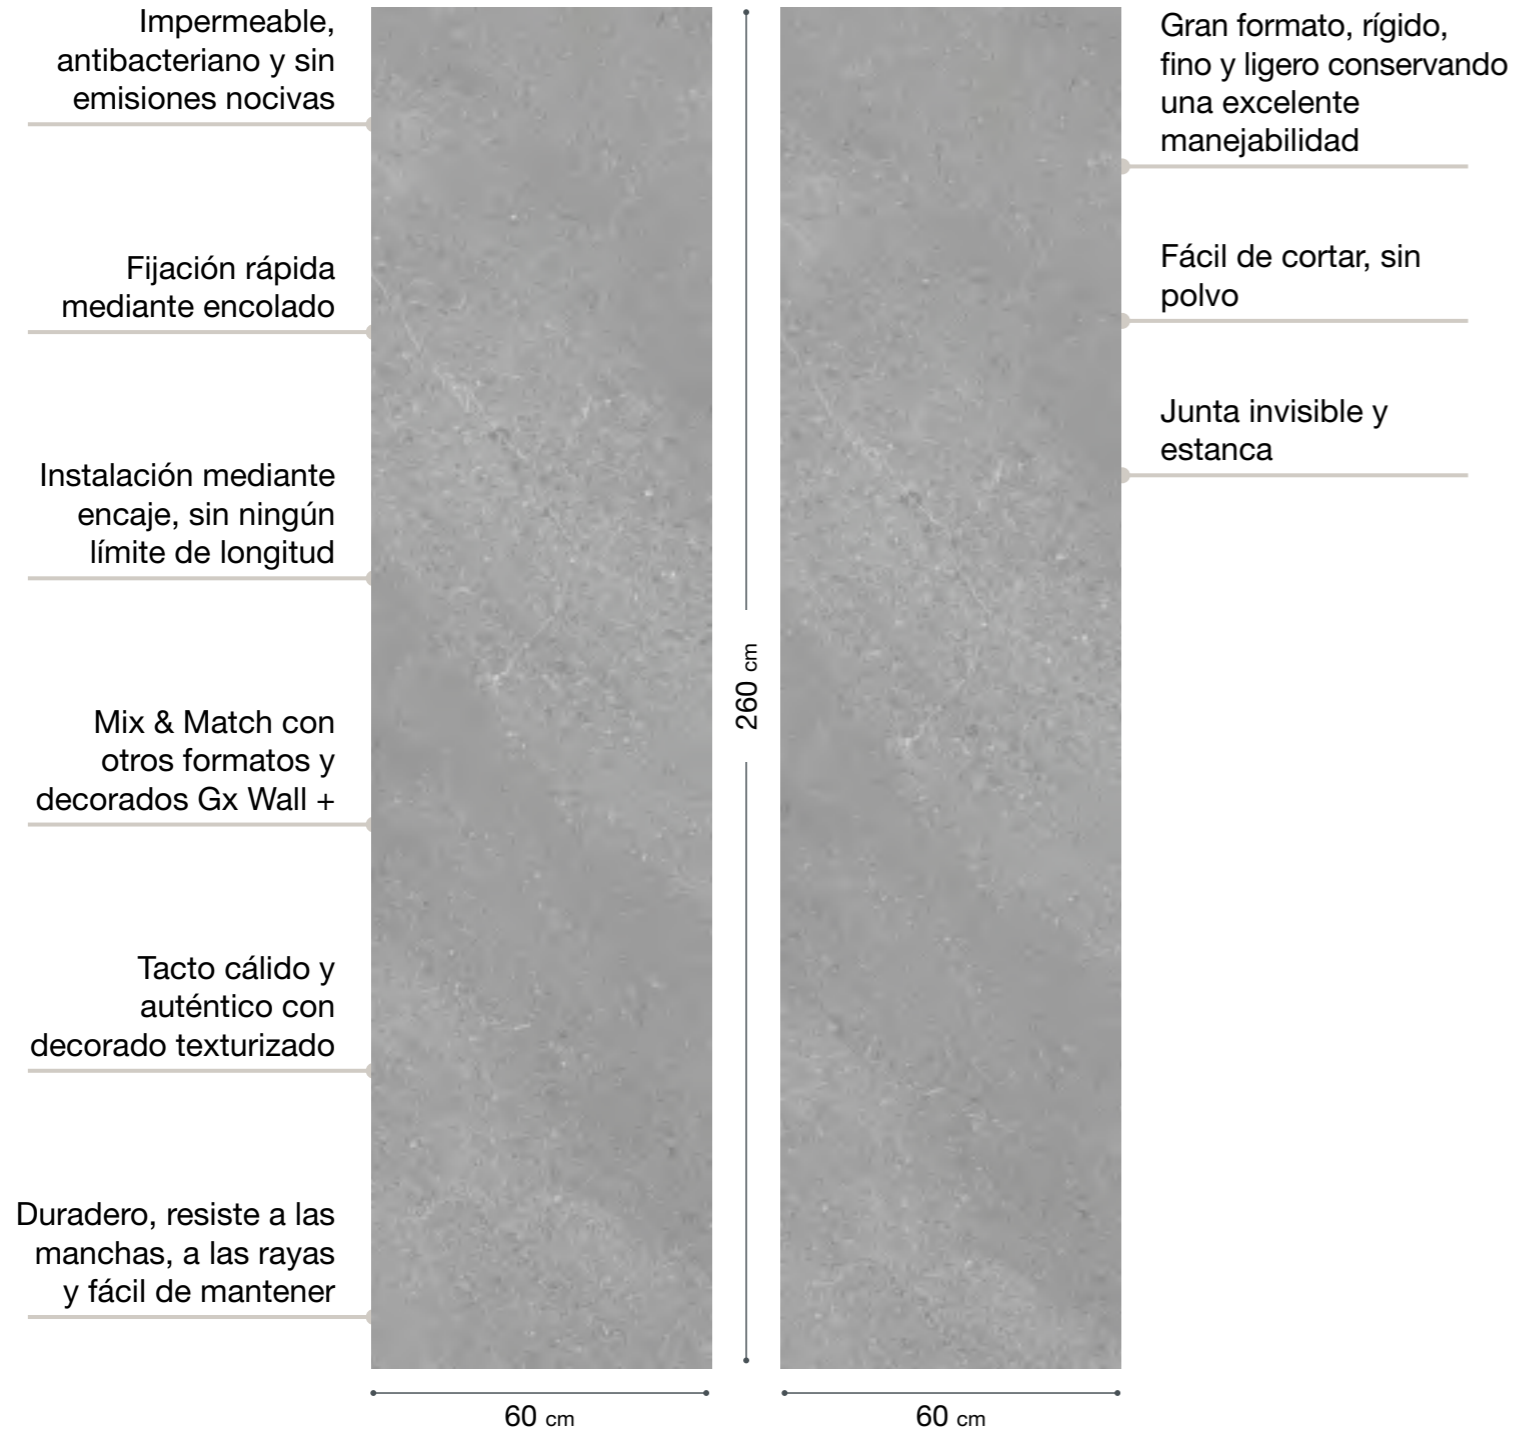 Impermeable,
antibacteriano y sin
emisiones nocivas
Fijación rápida
mediante encolado
Instalación mediante
encaje, sin ningún
límite de longitud
Mix & Match con
otros formatos y
decorados Gx Wall +
Tacto cálido y
auténtico con
decorado texturizado
Duradero, resiste a las
manchas, a las rayas
y fácil de mantener
260 cm
60 cm
60 cm
Gran formato, rígido,
fino y ligero conservando
una excelente
manejabilidad
Fácil de cortar, sin
polvo
Junta invisible y
estanca